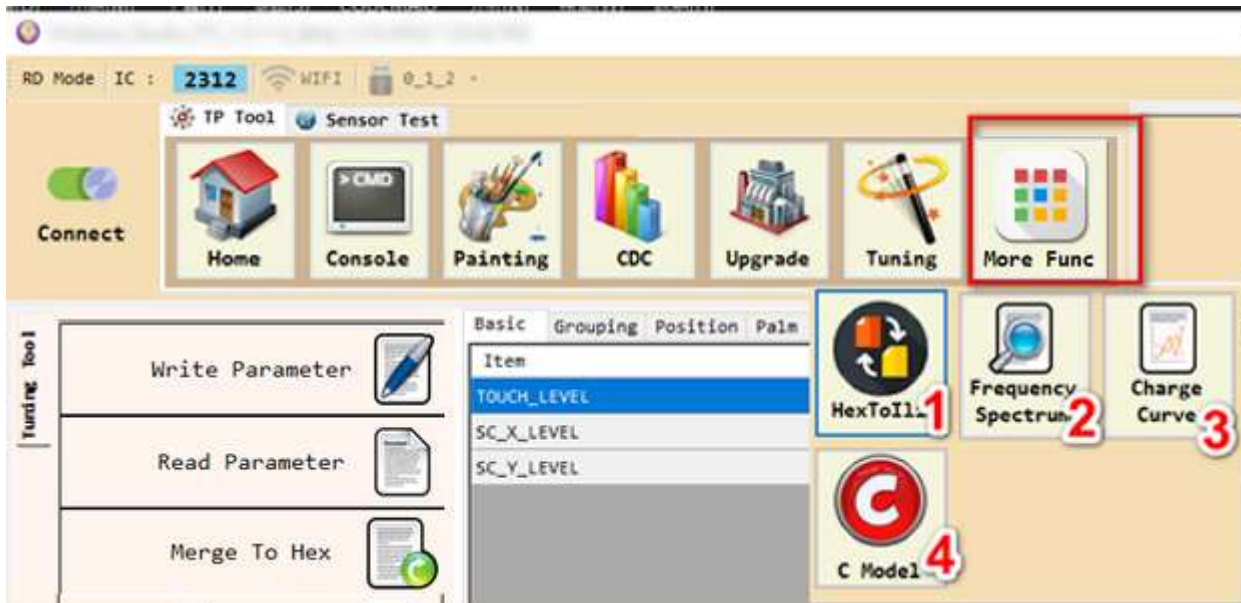 RD Mode IC : 2312 WIFI 0_1_2
TP Tool Sensor Test
Connect
Home
> CMD
Console
Painting
CDC
Upgrade
Tuning
More Func
Tuning Tool
Write Parameter
Read Parameter
Merge To Hex
Basic Grouping Position Palm
Item
TOUCH_LEVEL
SC_X_LEVEL
SC_Y_LEVEL
1
Frequency
Spectrum
2
Charge
Curve
3
C
C Model
4